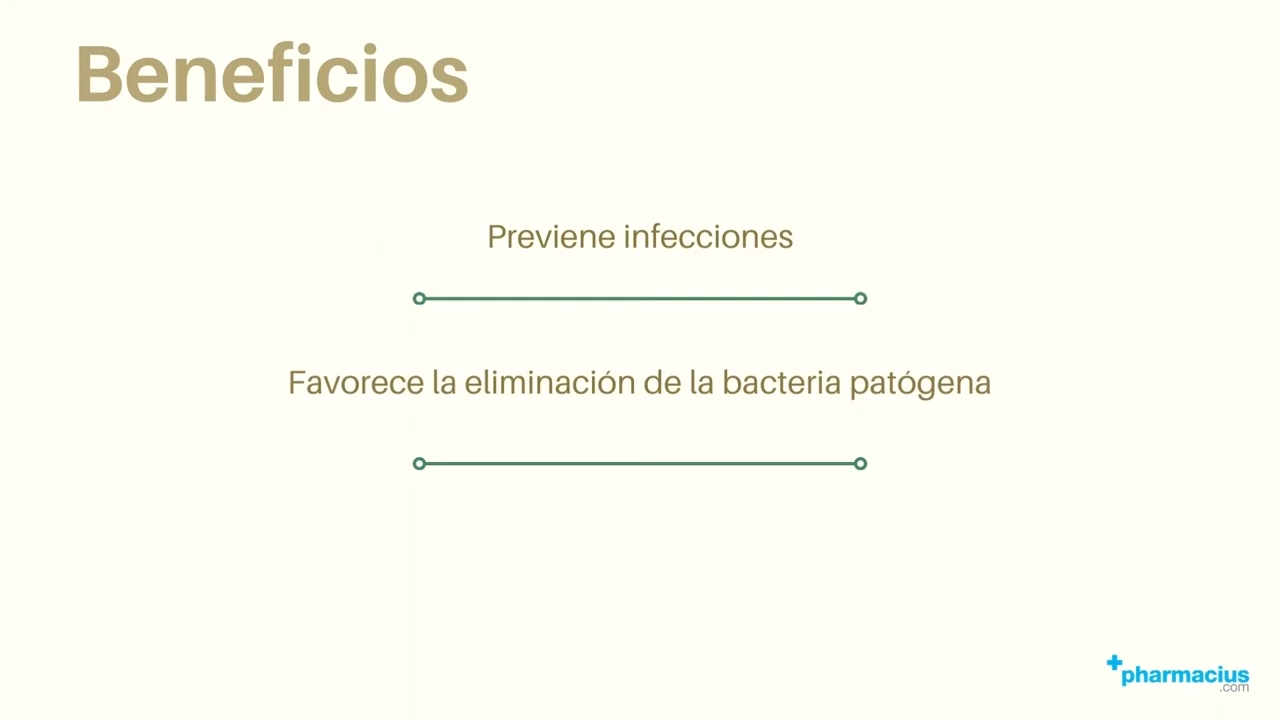 Beneficios
Previene infecciones
Favorece la eliminación de la bacteria patógena
pharmacius
.com